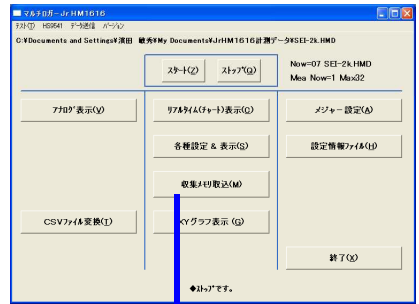 マルチロガーJr HM1616
テスト(T) HS9541 データ送信 バージョン
C:¥Documents and Settings¥濱田 敏秀¥My Documents¥JrHM1616計測データ¥SEI-2k.HMD
スタート(Z)
ストップ(Q)
Now=07 SEI-2k.HMD
Mea Now=1 Max32
アナログ表示(V)
リアルタイム(チャート)表示(C)
メジャー設定(A)
各種設定 & 表示(S)
設定情報ファイル(H)
収集メモリ取込(M)
CSVファイル変換(T)
XYグラフ表示 (G)
終了(X)
◆ストップです。